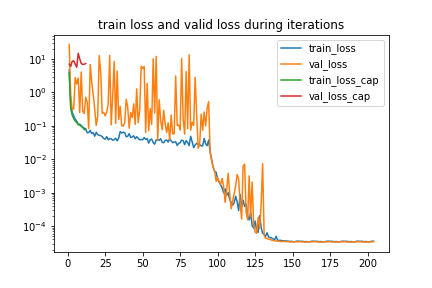 train loss and valid loss during iterations
train_loss
val_loss
train_loss_cap
val_loss_cap
10¹
10⁰
10⁻¹
10⁻²
10⁻³
10⁻⁴
0 25 50 75 100 125 150 175 200